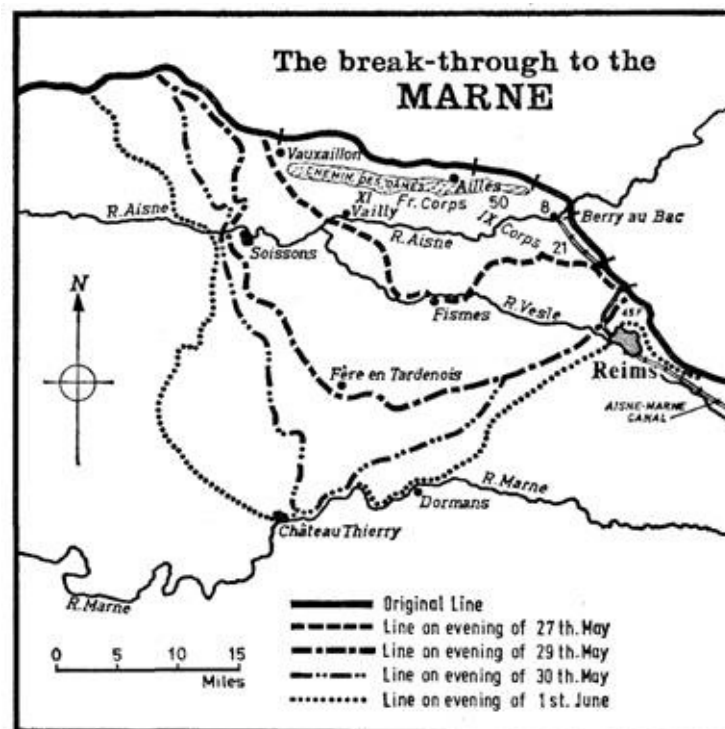 The break-through to the
MARNE
Vauxaillon
CHEMIN DES DAMES
Ailles
Fr. Corps
50
XI
Vailly
8
Berry au Bac
R. Aisne
R. Aisne
IX Corps
21
Soissons
N
Fismes
R. Vesle
45F
Reims
Fère en Tardenois
AISNE-MARNE
CANAL
R. Marne
Dormans
Château Thierry
R. Marne
Original Line
Line on evening of 27th. May
Line on evening of 29th. May
Line on evening of 30th. May
Line on evening of 1st. June
0 5 10 15
Miles